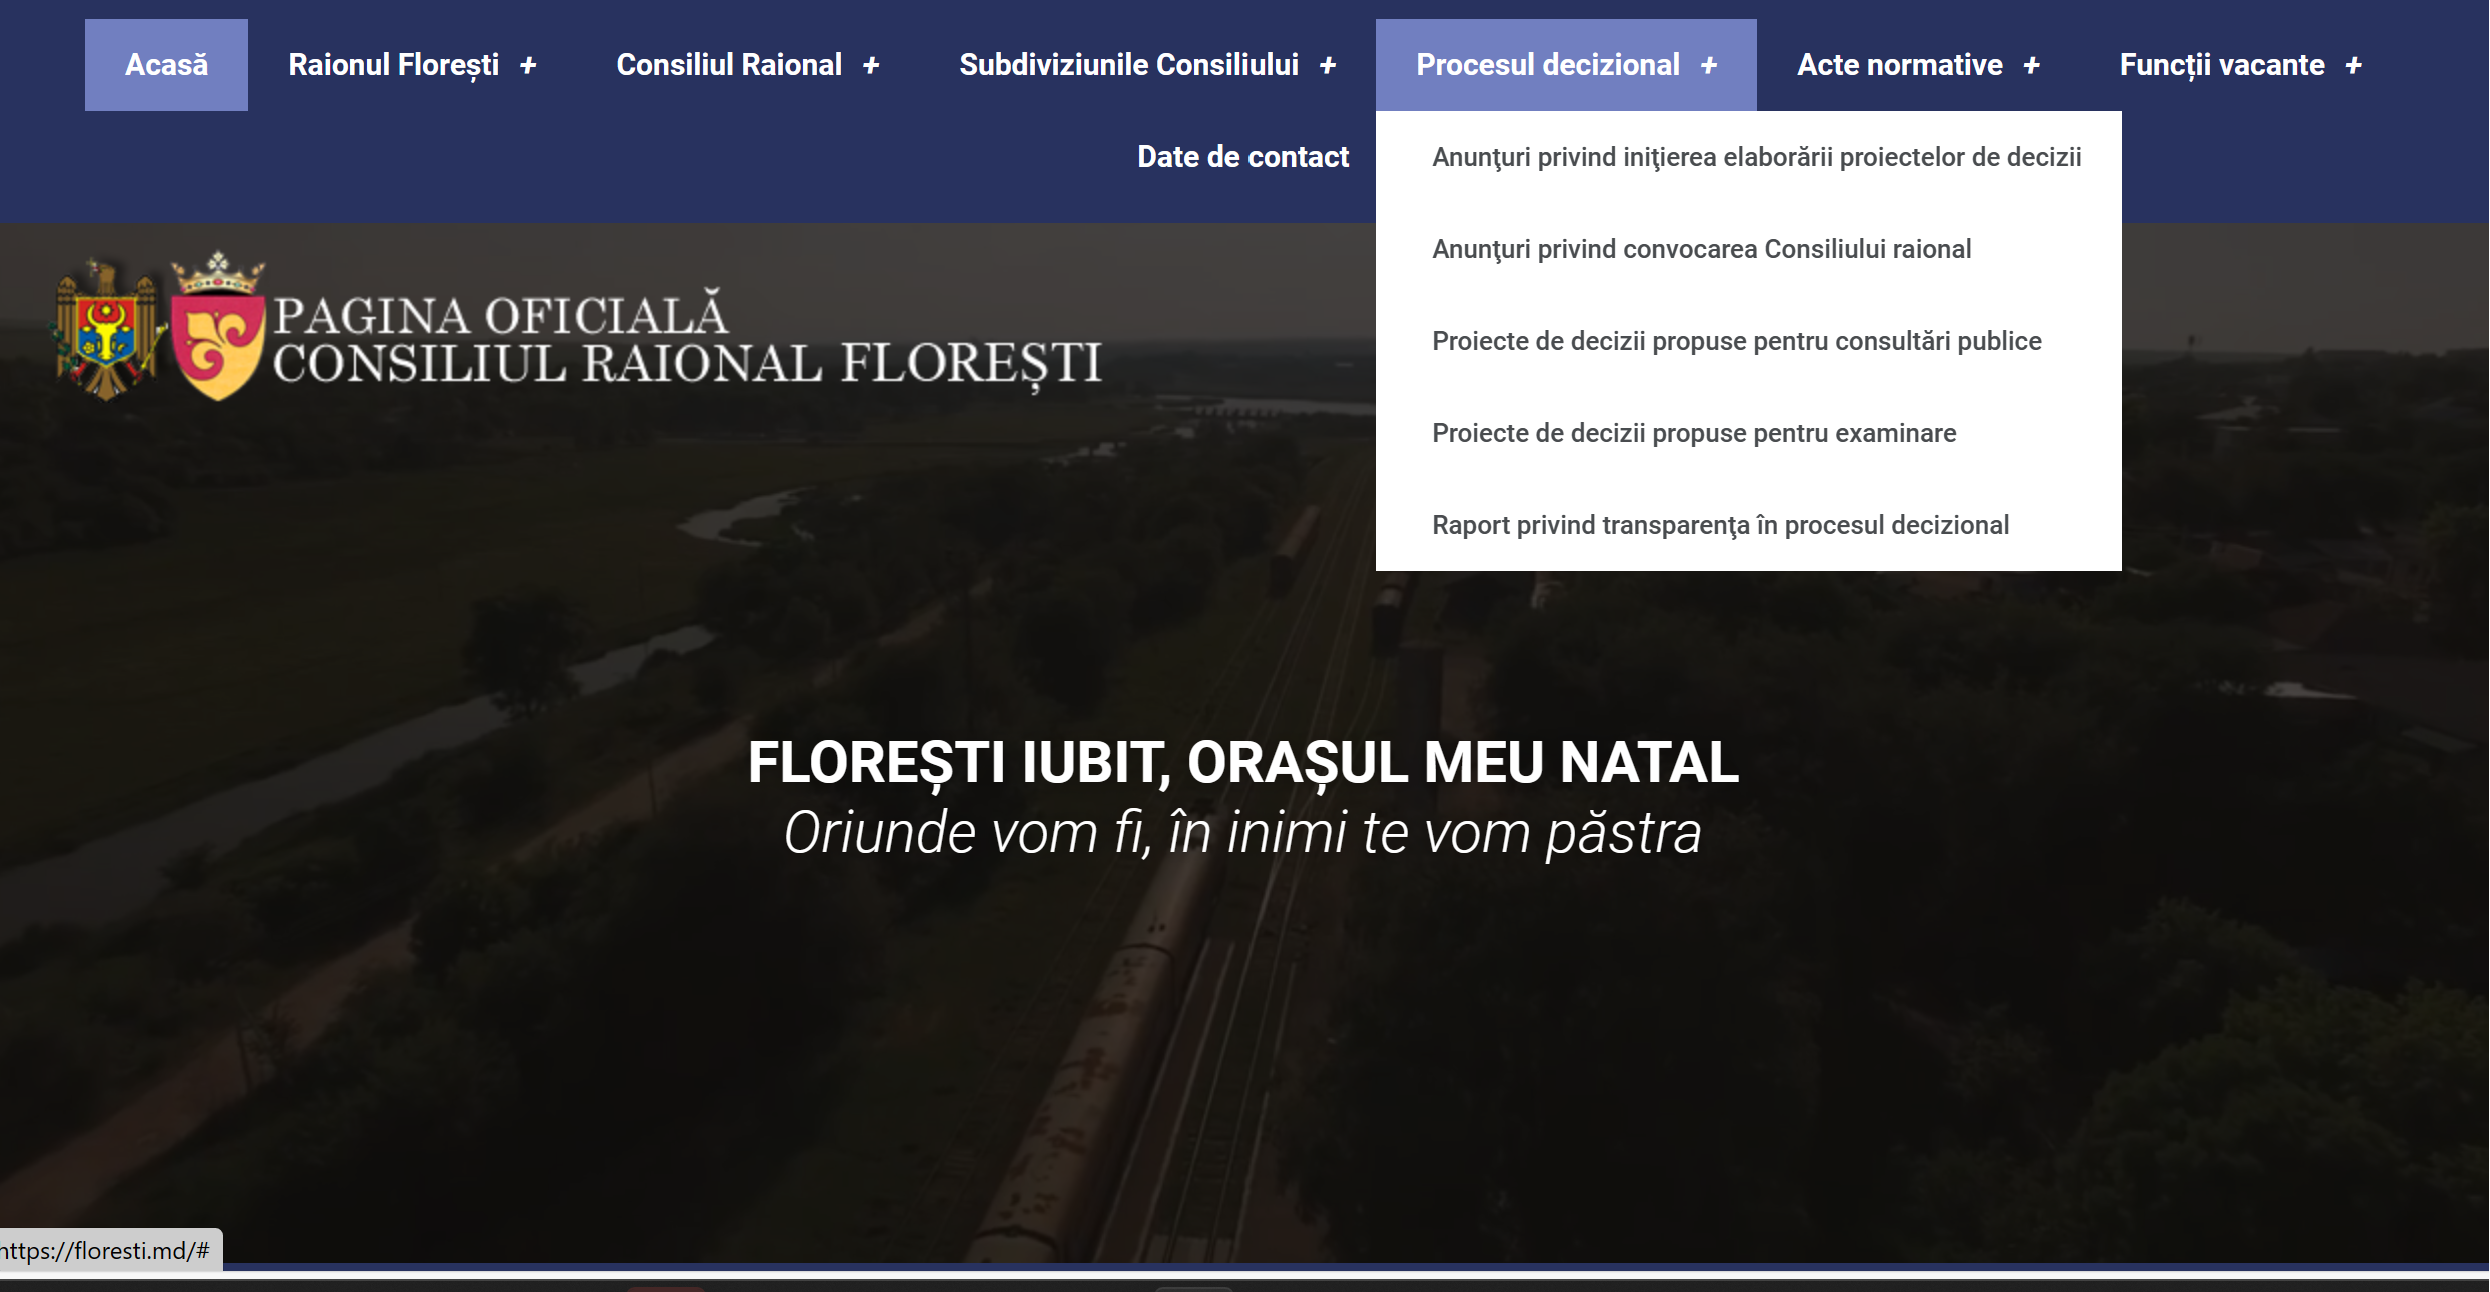 Acasă
Raionul Florești +
Consiliul Raional +
Subdiviziunile Consiliului +
Procesul decizional +
Acte normative +
Funcții vacante +
Date de contact
Anunţuri privind iniţierea elaborării proiectelor de decizii
Anunţuri privind convocarea Consiliului raional
Proiecte de decizii propuse pentru consultări publice
Proiecte de decizii propuse pentru examinare
Raport privind transparenţa în procesul decizional
PAGINA OFICIALĂ
CONSILIUL RAIONAL FLOREȘTI
FLOREȘTI IUBIT, ORAȘUL MEU NATAL
Oriunde vom fi, în inimi te vom păstra
https://floresti.md/#